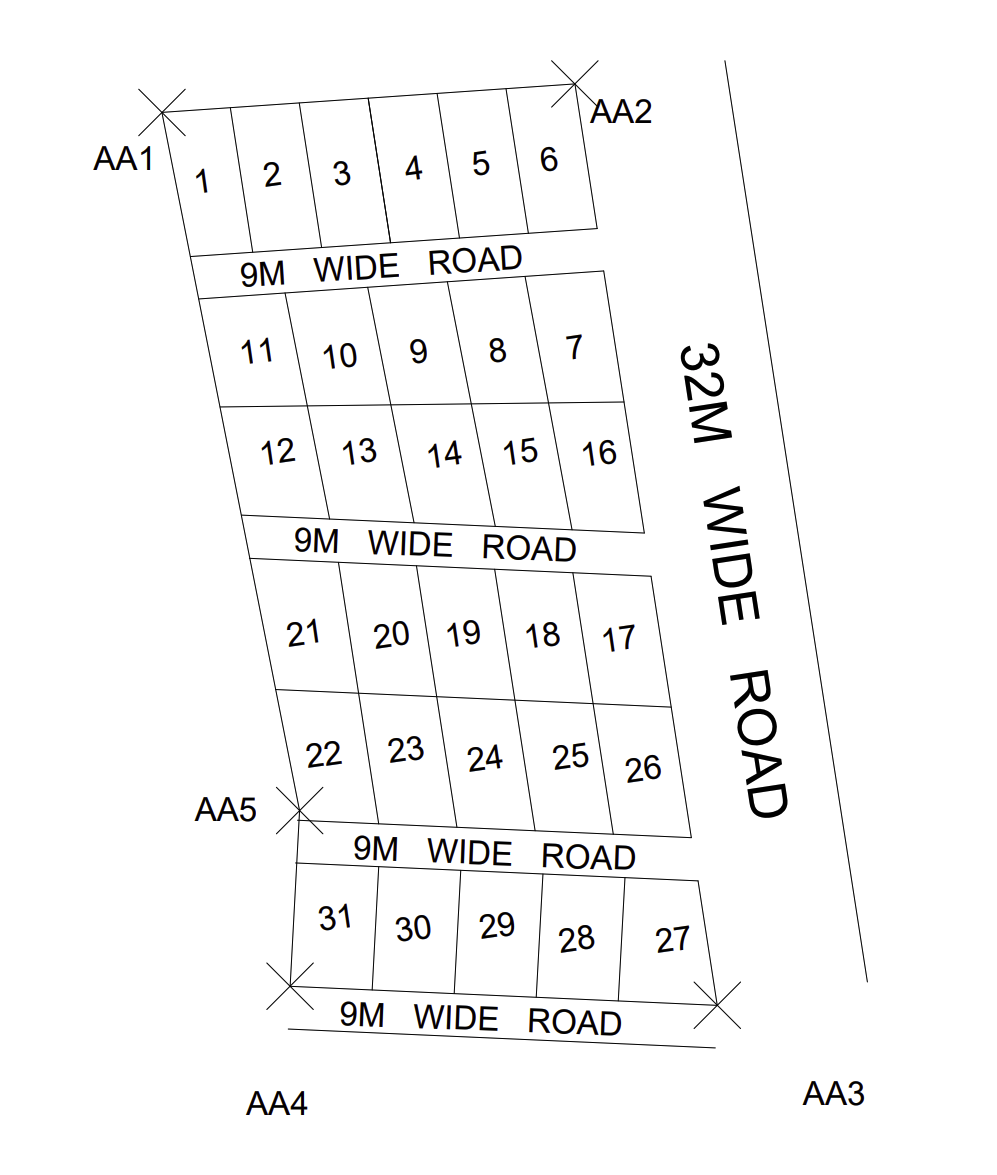 AA2
AA1
1 2 3 4 5 6
9M WIDE ROAD
11 10 9 8 7
12 13 14 15 16
9M WIDE ROAD
21 20 19 18 17
22 23 24 25 26
AA5
9M WIDE ROAD
31 30 29 28 27
9M WIDE ROAD
32M WIDE ROAD
AA4
AA3